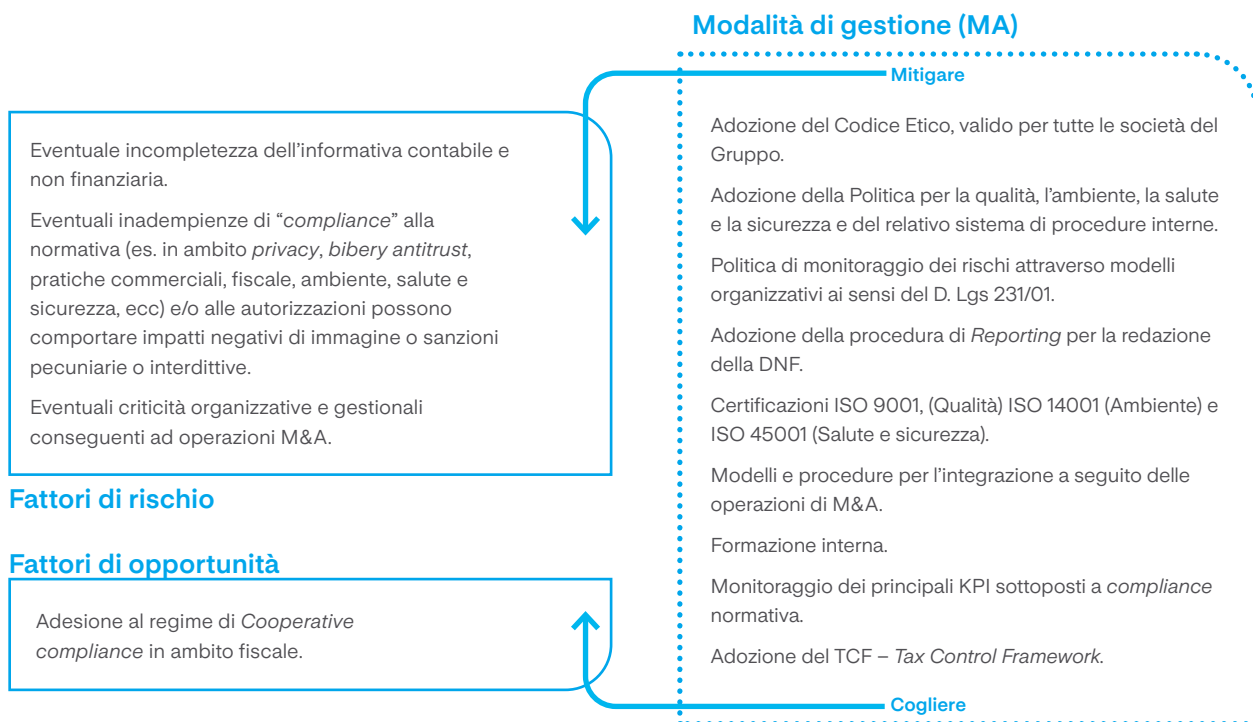 Modalità di gestione (MA)
Mitigare
Eventuale incompletezza dell’informativa contabile e
non finanziaria.
Eventuali inadempienze di “compliance” alla
normativa (es. in ambito privacy, bibery antitrust,
pratiche commerciali, fiscale, ambiente, salute e
sicurezza, ecc) e/o alle autorizzazioni possono
comportare impatti negativi di immagine o sanzioni
pecuniarie o interdittive.
Eventuali criticità organizzative e gestionali
conseguenti ad operazioni M&A.
Fattori di rischio
Fattori di opportunità
Adesione al regime di Cooperative
compliance in ambito fiscale.
Adozione del Codice Etico, valido per tutte le società del
Gruppo.
Adozione della Politica per la qualità, l’ambiente, la salute
e la sicurezza e del relativo sistema di procedure interne.
Politica di monitoraggio dei rischi attraverso modelli
organizzativi ai sensi del D. Lgs 231/01.
Adozione della procedura di Reporting per la redazione
della DNF.
Certificazioni ISO 9001, (Qualità) ISO 14001 (Ambiente) e
ISO 45001 (Salute e sicurezza).
Modelli e procedure per l’integrazione a seguito delle
operazioni di M&A.
Formazione interna.
Monitoraggio dei principali KPI sottoposti a compliance
normativa.
Adozione del TCF – Tax Control Framework.
Cogliere